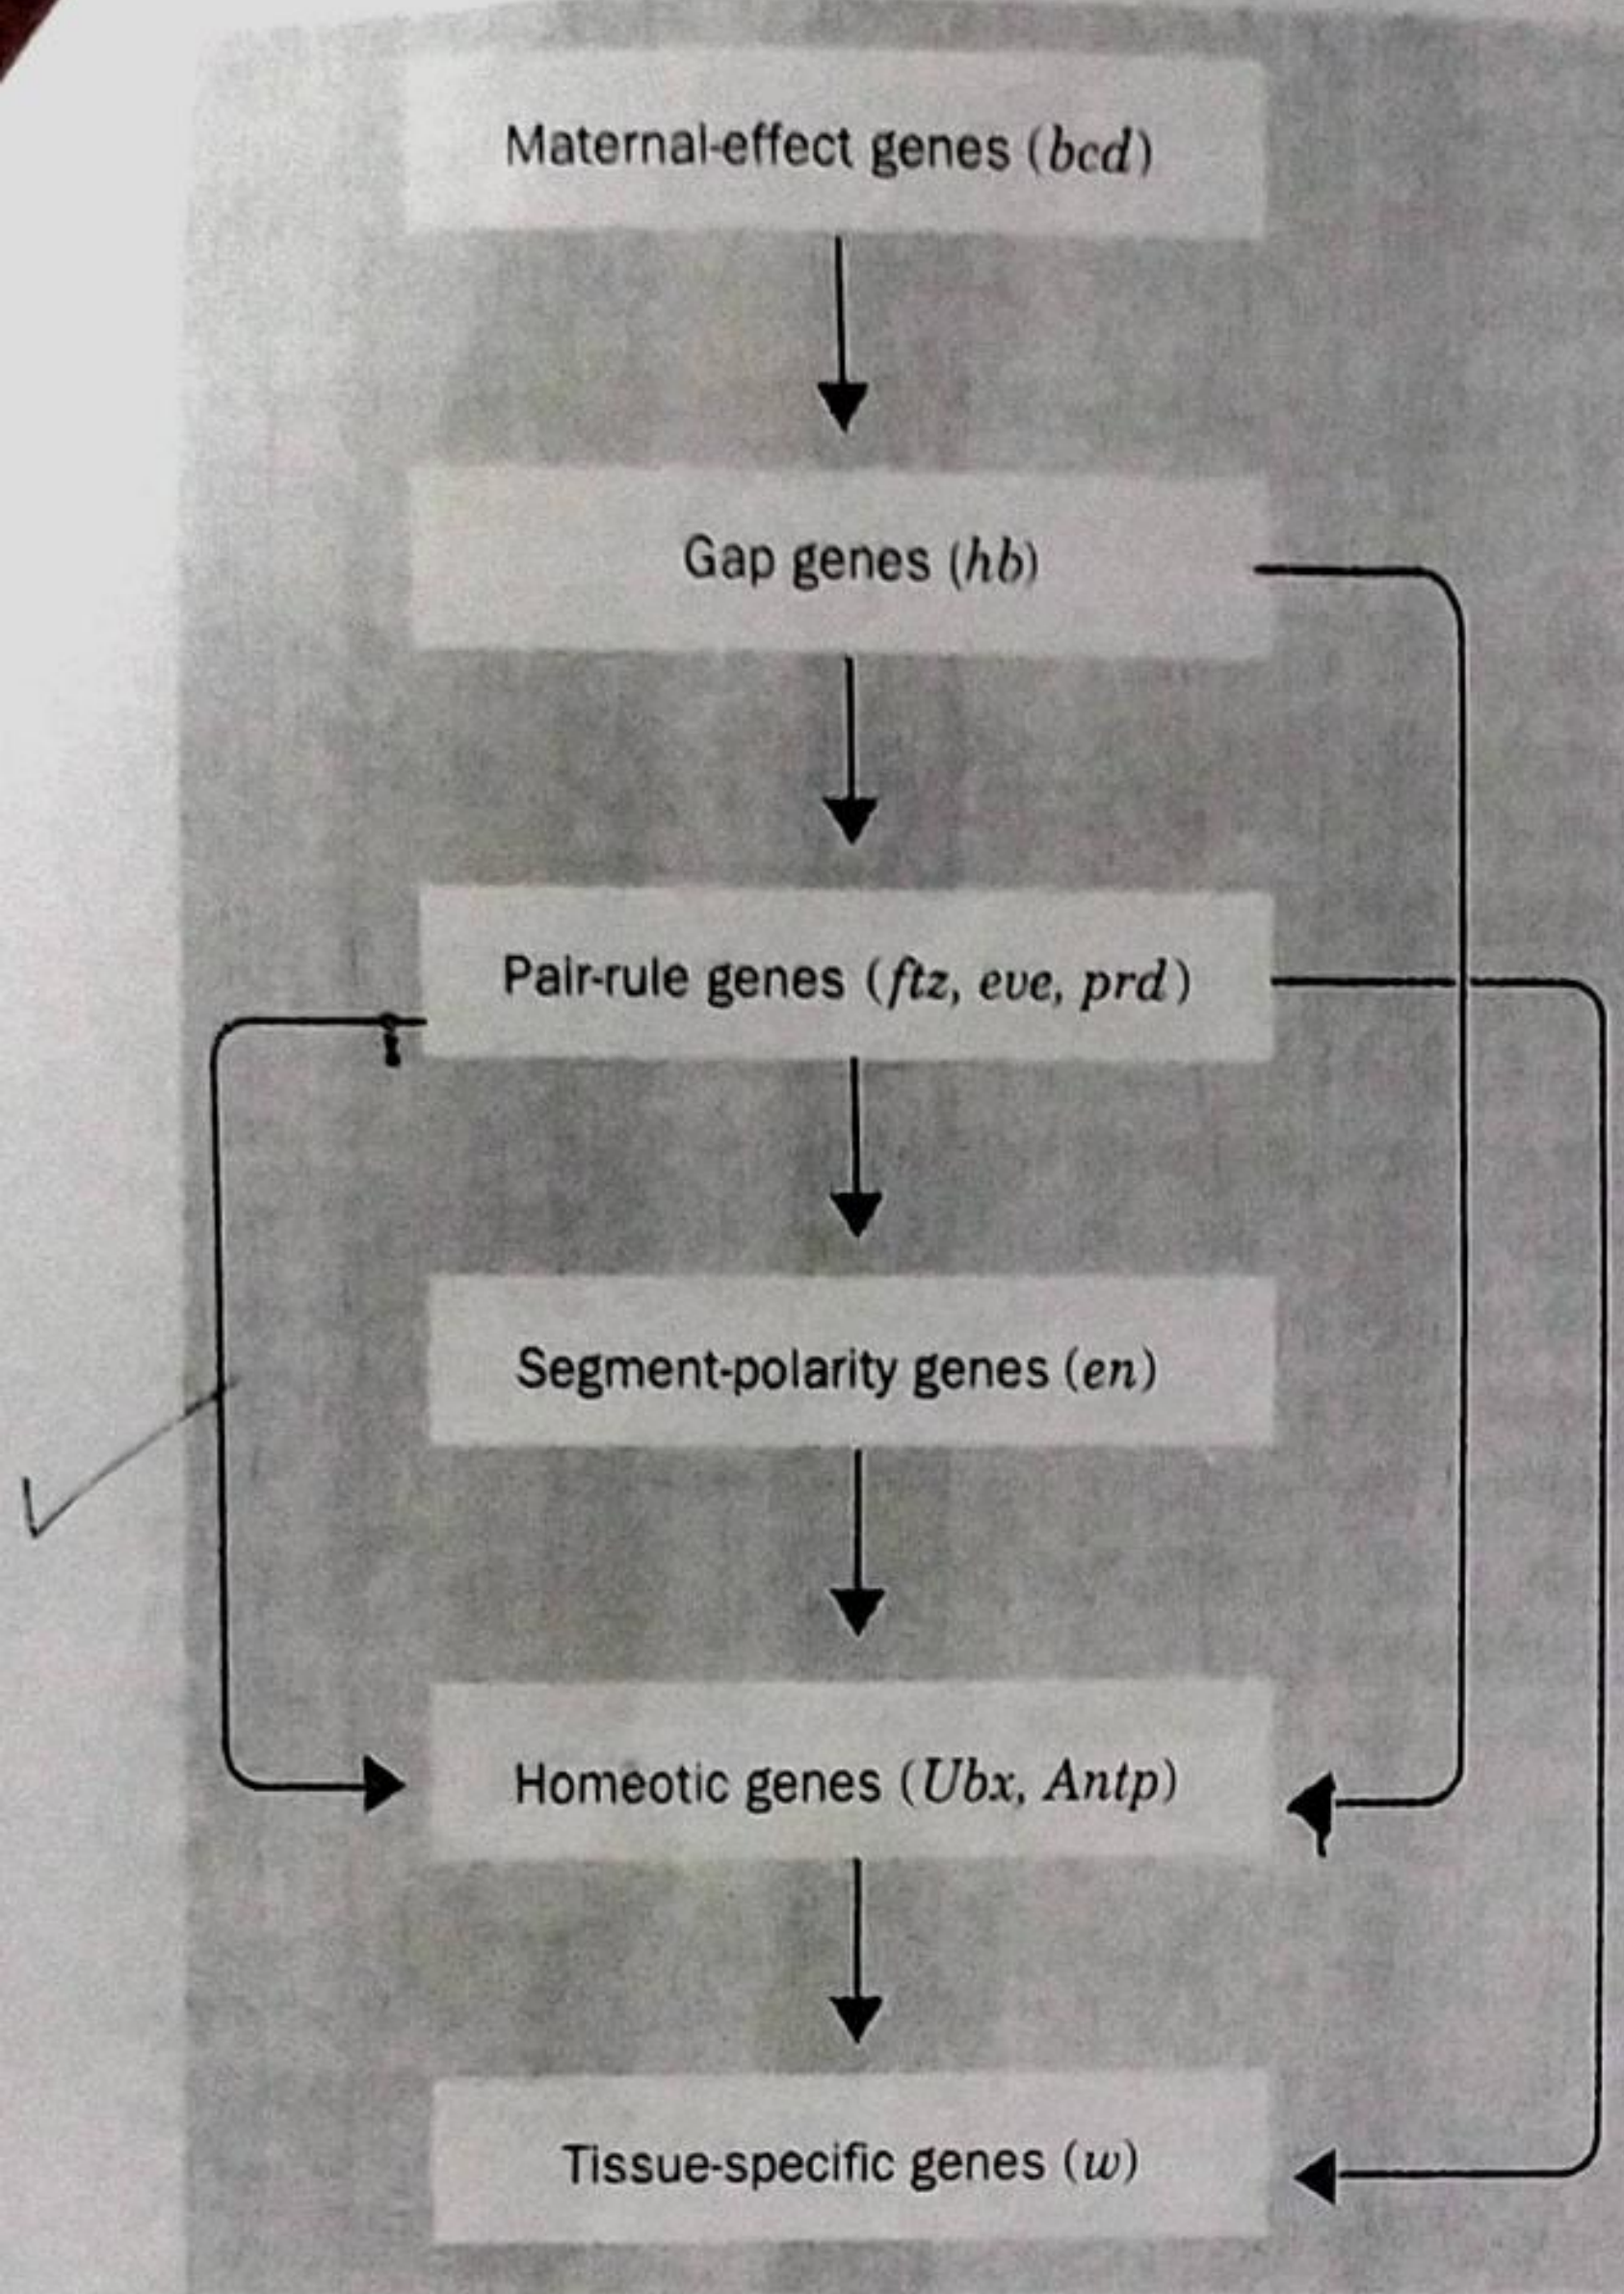 Maternal-effect genes (bcd)
Gap genes (hb)
Pair-rule genes (ftz, eve, prd)
Segment-polarity genes (en)
Homeotic genes (Ubx, Antp)
Tissue-specific genes (w)